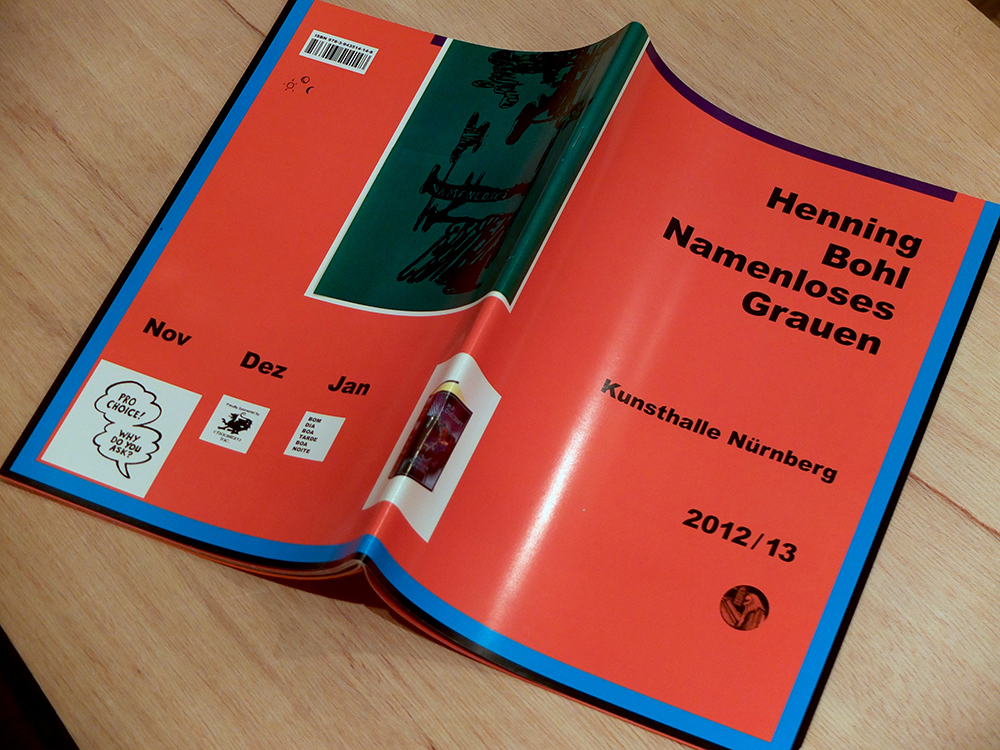 Henning
Bohl
Namenloses
Grauen
Kunsthalle Nürnberg
2012/13
Nov
Dez
Jan
PRO
CHOICE!
WHY
DO YOU
ASK?
BOM
DIA
BOA
TARDE
BOA
NOITE